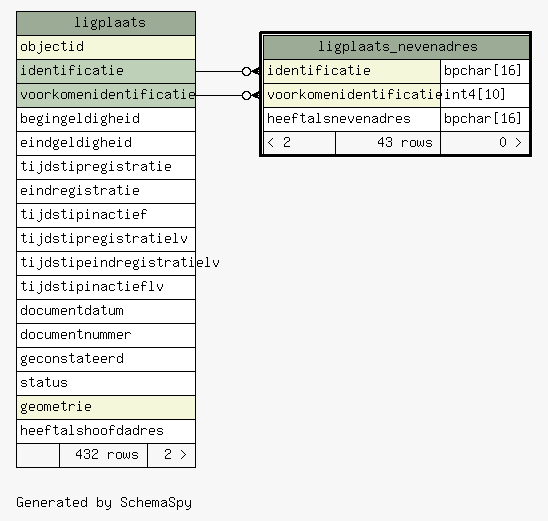 ligplaats
objectid
identificatie
voorkomenidentificatie
begingeldigheid
eindgeldigheid
tijdstipregistratie
eindregistratie
tijdstipinactief
tijdstipregistratielv
tijdstipeindregistratielv
tijdstipinactieflv
documentdatum
documentnummer
geconstateerd
status
geometrie
heeftalshoofdadres
432 rows 2 >
ligplaats_nevenadres
identificatie bpchar[16]
voorkomenidentificatie int4[10]
heeftalsnevenadres bpchar[16]
< 2 43 rows 0 >
Generated by SchemaSpy